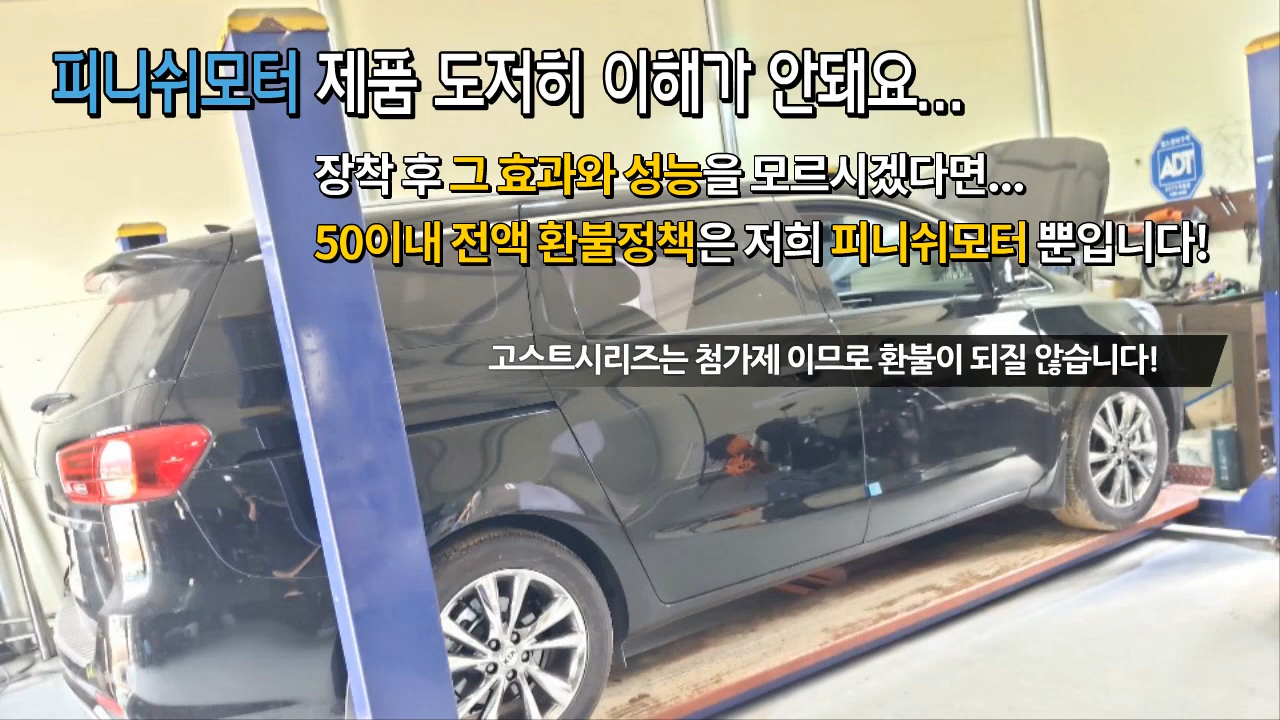 피니쉬모터 제품 도저히 이해가 안돼요...
장착 후 그 효과와 성능을 모르시겠다면...
50이내 전액 환불정책은 저희 피니쉬모터 뿐입니다!
고스트시리즈는 첨가제 이므로 환불이 되질 않습니다!
ADT
KIA